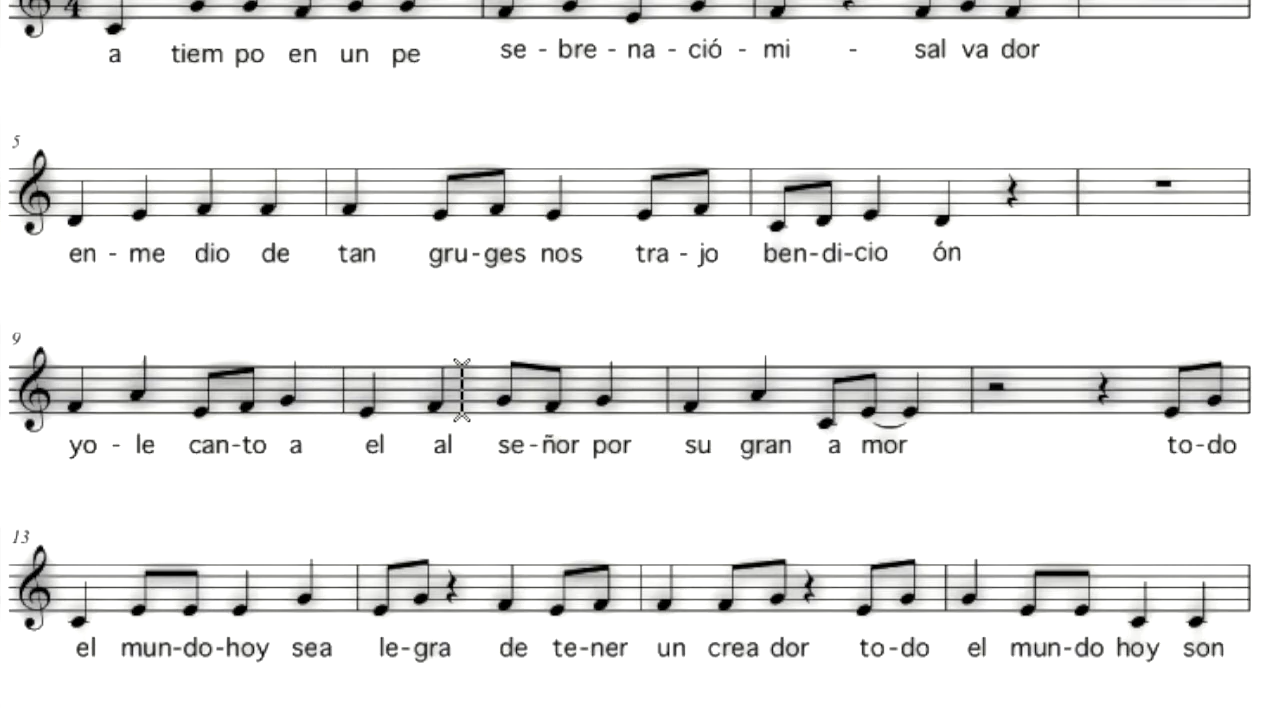 4
a tiem po en un pe se - bre - na - ció - mi - sal va dor
5
en - me dio de tan gru-ges nos tra - jo ben-di-cio ón
9
yo - le can-to a el al se-ñor por su gran a mor to-do
13
el mun-do-hoy sea le-gra de te-ner un crea dor to-do el mun-do hoy son